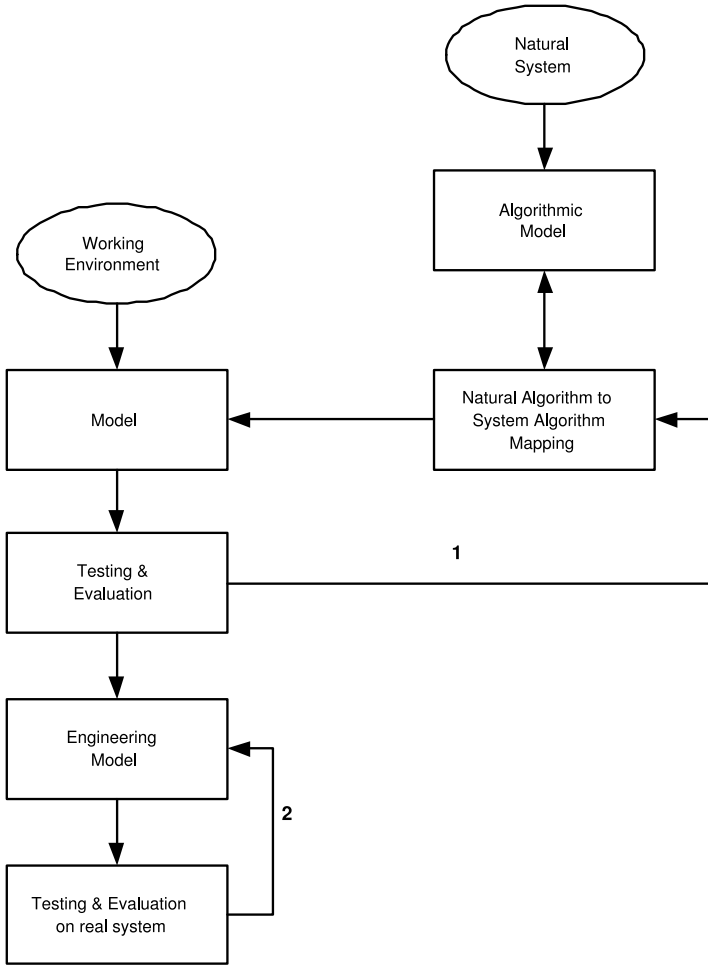 Natural
System
Algorithmic
Model
Working
Environment
Model
Natural Algorithm to
System Algorithm
Mapping
Testing &
Evaluation
1
Engineering
Model
2
Testing & Evaluation
on real system